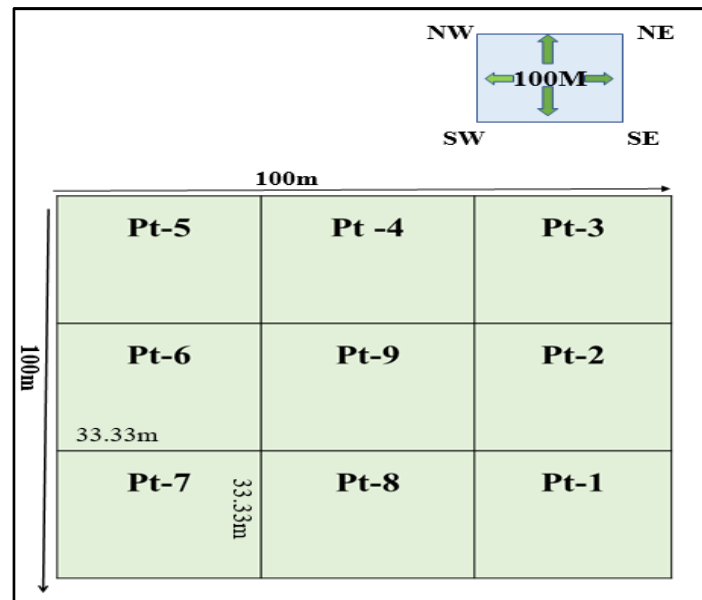 NW NE
100M
SW SE
100m
Pt-5 Pt -4 Pt-3
100m
Pt-6 Pt-9 Pt-2
33.33m
Pt-7 Pt-8 Pt-1
33.33m